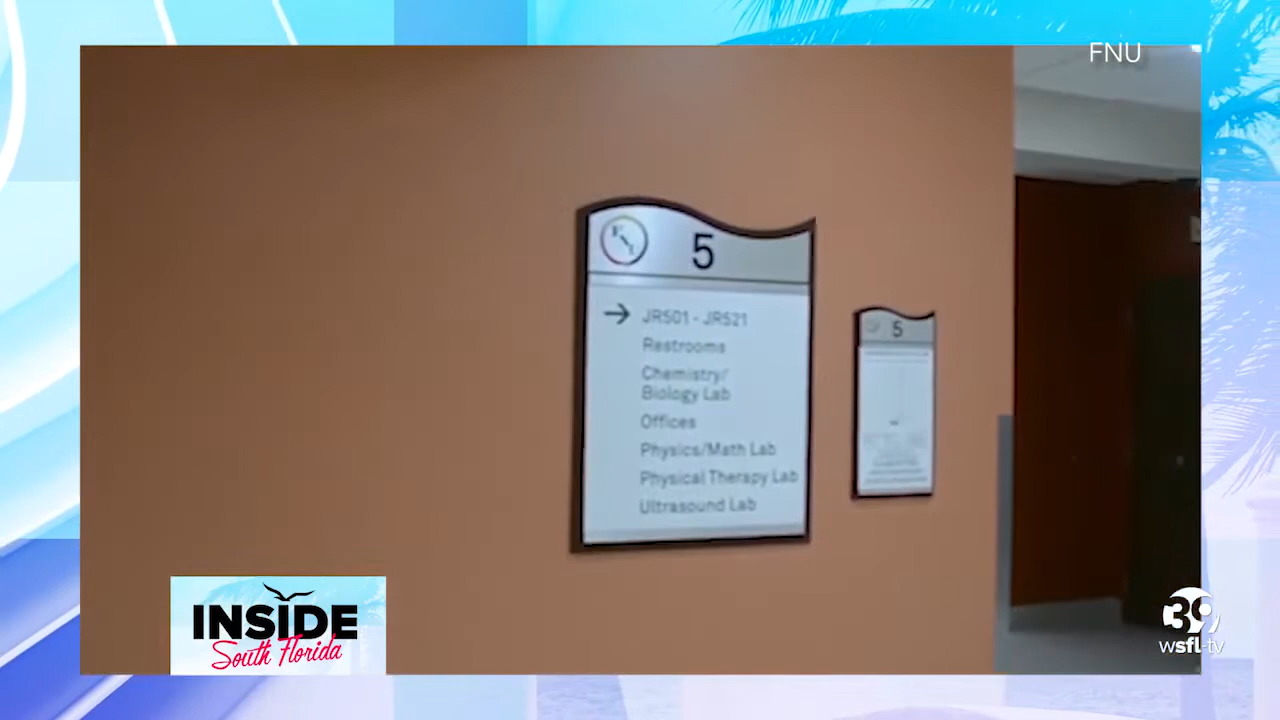 FNU
FNU
5
→ JR501 - JR521
Restrooms
Chemistry/
Biology Lab
Offices
Physics/Math Lab
Physical Therapy Lab
Ultrasound Lab
5
INSIDE
South Florida
39
wsfl-tv